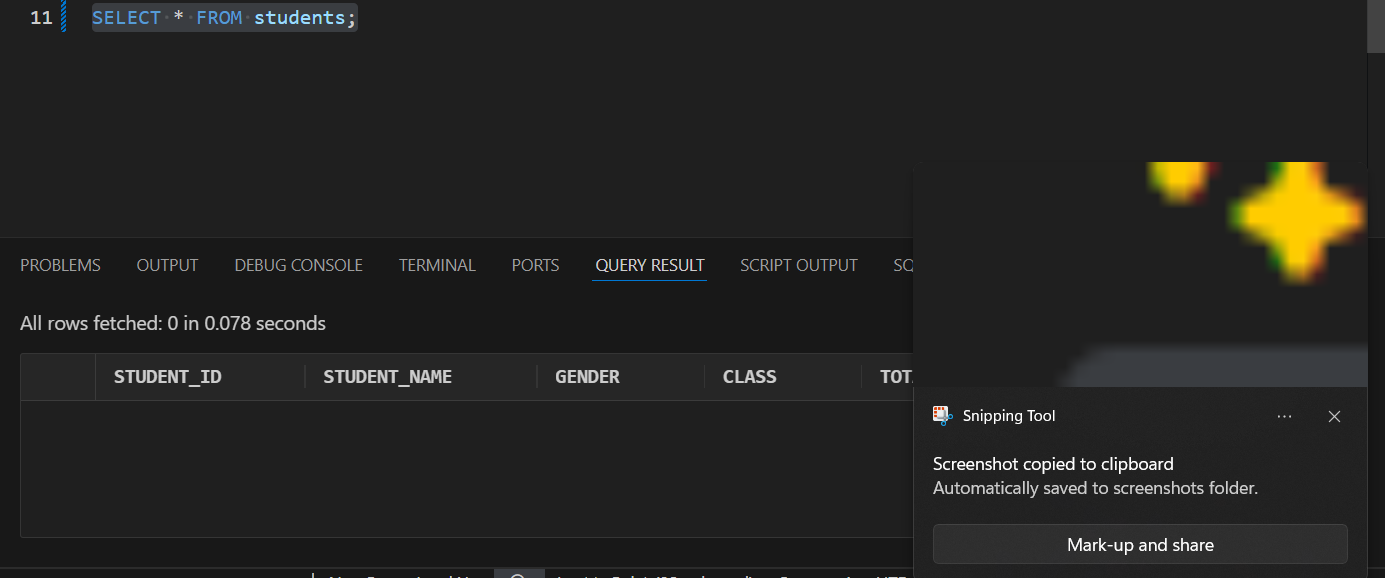 11 SELECT * FROM students;
PROBLEMS OUTPUT DEBUG CONSOLE TERMINAL PORTS QUERY RESULT SCRIPT OUTPUT SQ
All rows fetched: 0 in 0.078 seconds
STUDENT_ID STUDENT_NAME GENDER CLASS TOT
Snipping Tool
Screenshot copied to clipboard
Automatically saved to screenshots folder.
Mark-up and share